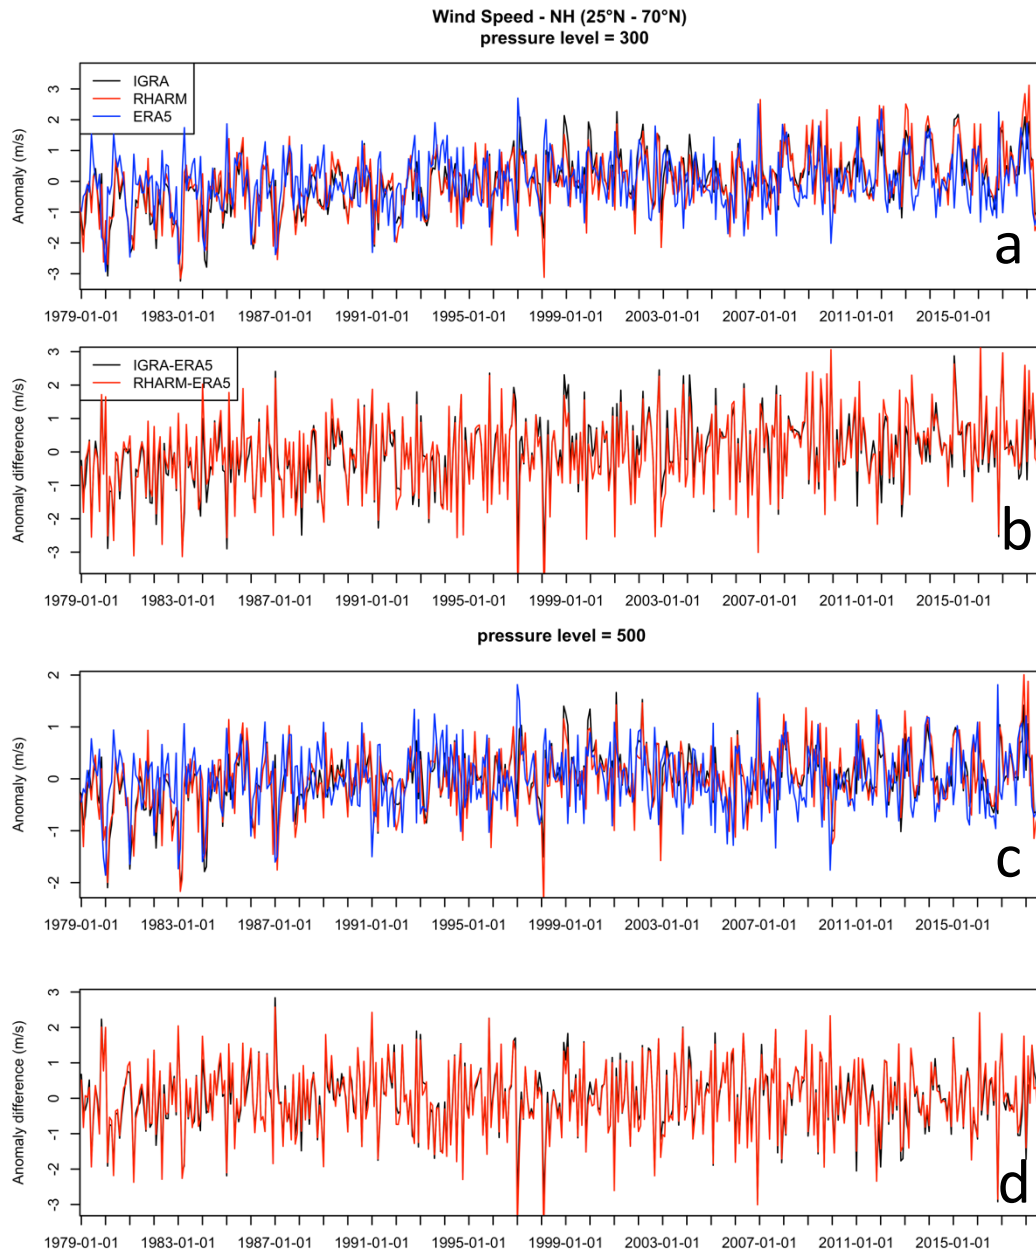 Wind Speed - NH (25°N - 70°N)
pressure level = 300
IGRA
RHARM
ERA5
Anomaly (m/s)
3
2
1
0
-1
-2
-3
a
1979-01-01 1983-01-01 1987-01-01 1991-01-01 1995-01-01 1999-01-01 2003-01-01 2007-01-01 2011-01-01 2015-01-01
IGRA-ERA5
RHARM-ERA5
Anomaly difference (m/s)
3
2
1
0
-1
-2
-3
b
1979-01-01 1983-01-01 1987-01-01 1991-01-01 1995-01-01 1999-01-01 2003-01-01 2007-01-01 2011-01-01 2015-01-01
pressure level = 500
Anomaly (m/s)
2
1
0
-1
-2
c
1979-01-01 1983-01-01 1987-01-01 1991-01-01 1995-01-01 1999-01-01 2003-01-01 2007-01-01 2011-01-01 2015-01-01
Anomaly difference (m/s)
3
2
1
0
-1
-2
-3
d
1979-01-01 1983-01-01 1987-01-01 1991-01-01 1995-01-01 1999-01-01 2003-01-01 2007-01-01 2011-01-01 2015-01-01